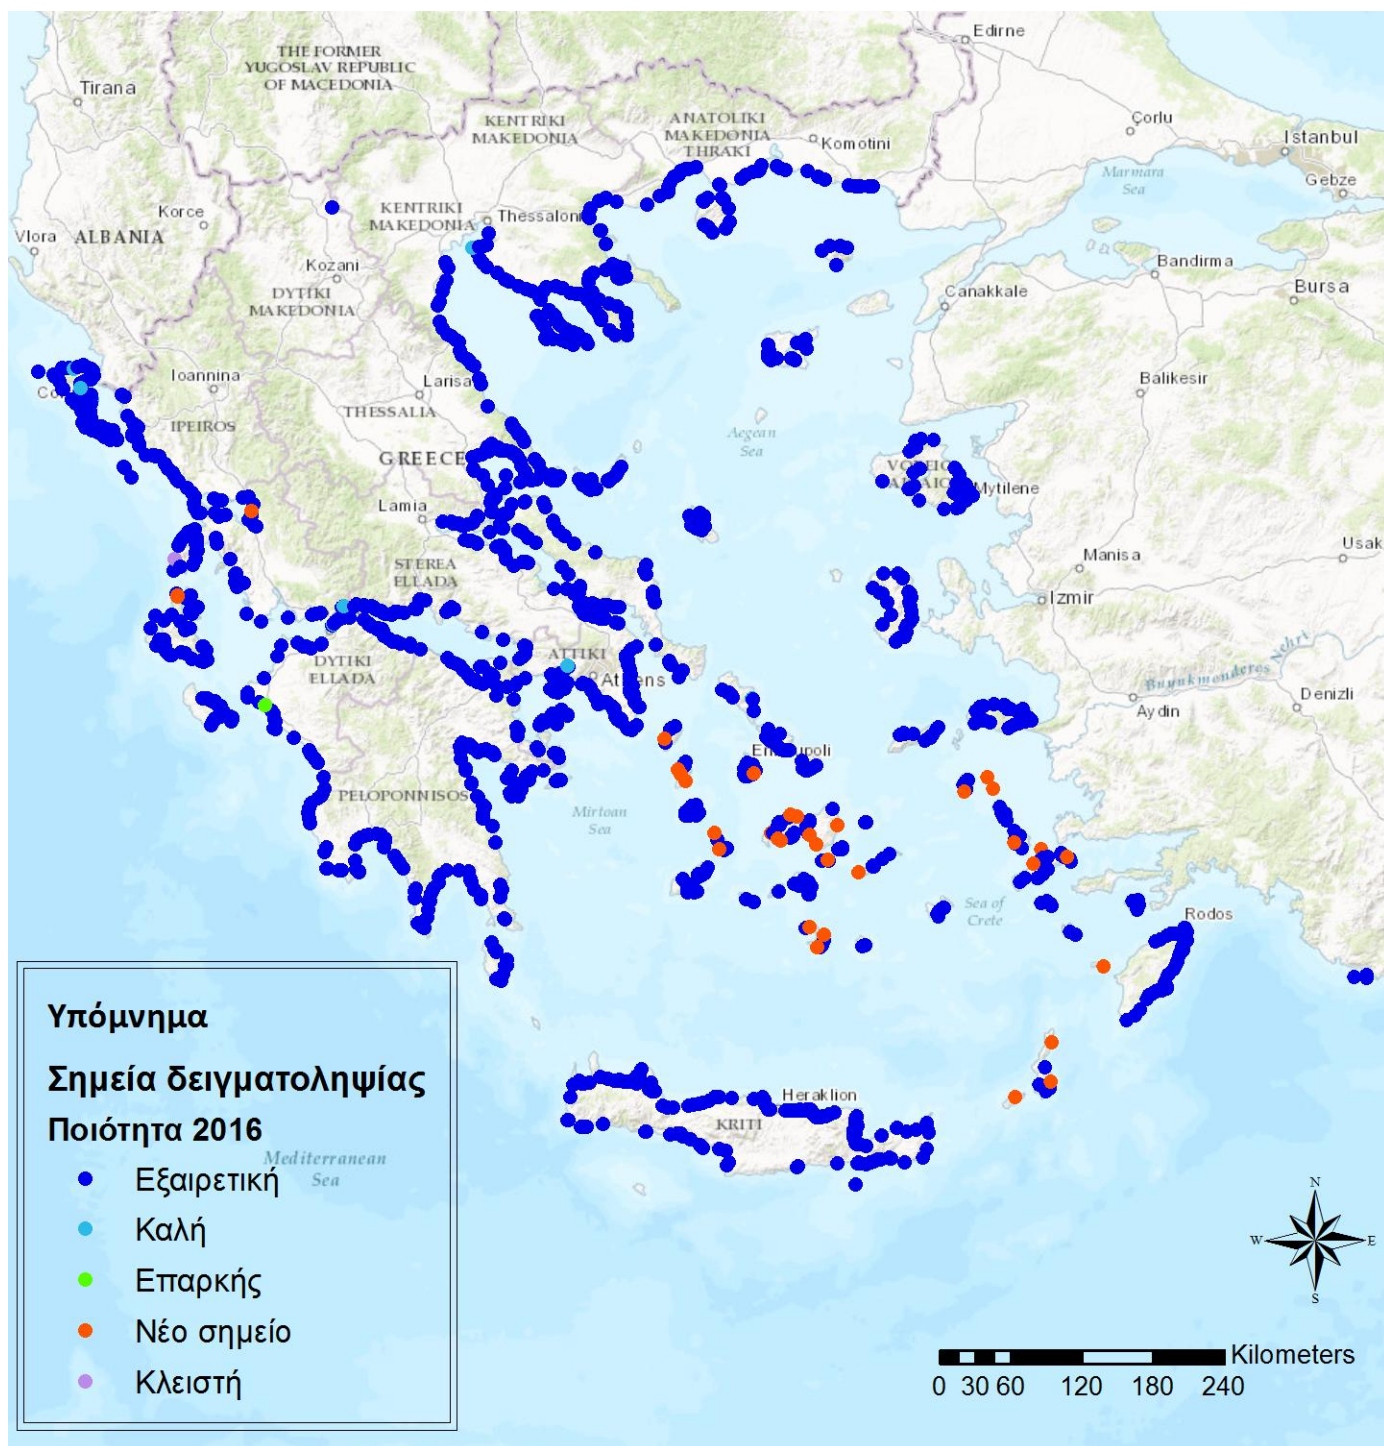 Edirne
THE FORMER
YUGOSLAV REPUBLIC
OF MACEDONIA
Tirana
KENTRIKI
MAKEDONIA
ANATOLIKI
MAKEDONIA
THRAKI
Komotini
Çorlu
Istanbul
Marmara
Sea
Gebze
Korce
KENTRIKI
MAKEDONIA
Thessaloni
Vlora
ALBANIA
Kozani
Bandirma
DYTIKI
MAKEDONIA
Canakkale
Bursa
Ioannina
Larisa
Balikesir
THESSALIA
IPEIROS
Aegean
Sea
GREECE
Mytilene
Lamia
Usak
Manisa
STEREA
ELLADA
Izmir
ATTIKI
DYTIKI
ELLADA
Athens
Buyukmenderes Nehri
Denizli
Aydin
PELOPONNISOS
Mirtoan
Sea
Sea of
Crete
Rodos
Heraklion
KRITI
Mediterranean
Sea
Υπόμνημα
Σημεία δειγματοληψίας
Ποιότητα 2016
Εξαιρετική
Καλή
Επαρκής
Νέο σημείο
Κλειστή
N
W
E
S
Kilometers
0 30 60 120 180 240